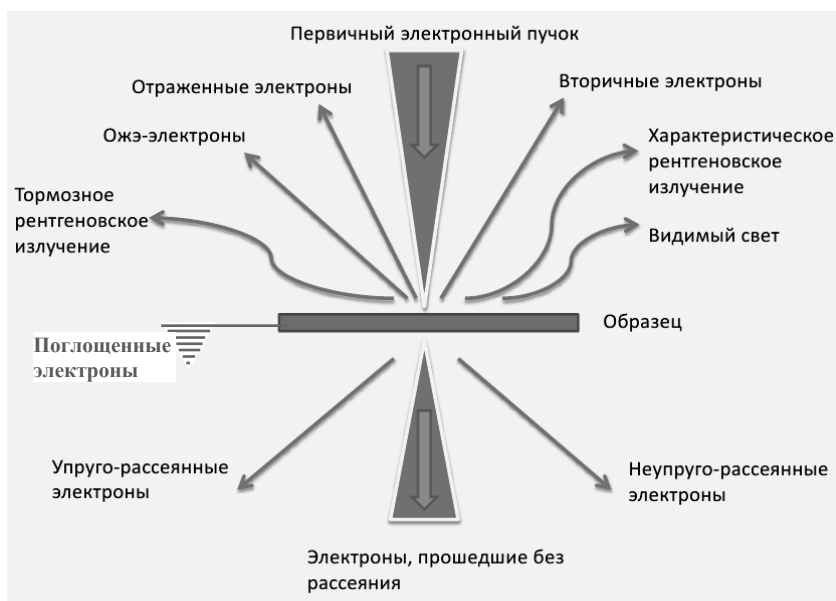 Первичный электронный пучок
Отраженные электроны
Вторичные электроны
Ожэ-электроны
Характеристическое
рентгеновское
излучение
Тормозное
рентгеновское
излучение
Видимый свет
Образец
Поглощенные
электроны
Упруго-рассеянные
электроны
Неупруго-рассеянные
электроны
Электроны, прошедшие без
рассеяния